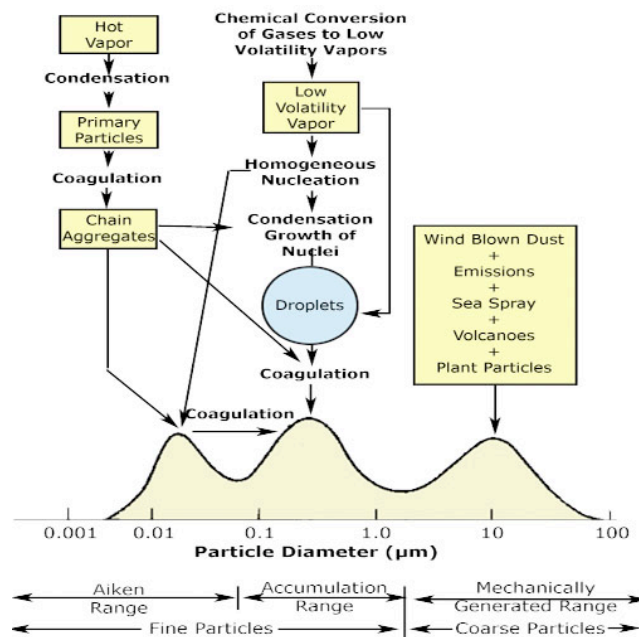 Hot
Vapor
Condensation
Primary
Particles
Coagulation
Chain
Aggregates
Chemical Conversion
of Gases to Low
Volatility Vapors
Low
Volatility
Vapor
Homogeneous
Nucleation
Condensation
Growth of
Nuclei
Droplets
Coagulation
Coagulation
Wind Blown Dust
+
Emissions
+
Sea Spray
+
Volcanoes
+
Plant Particles
0.001 0.01 0.1 1.0 10 100
Particle Diameter (µm)
Aiken
Range
Accumulation
Range
Mechanically
Generated Range
Fine Particles
Coarse Particles